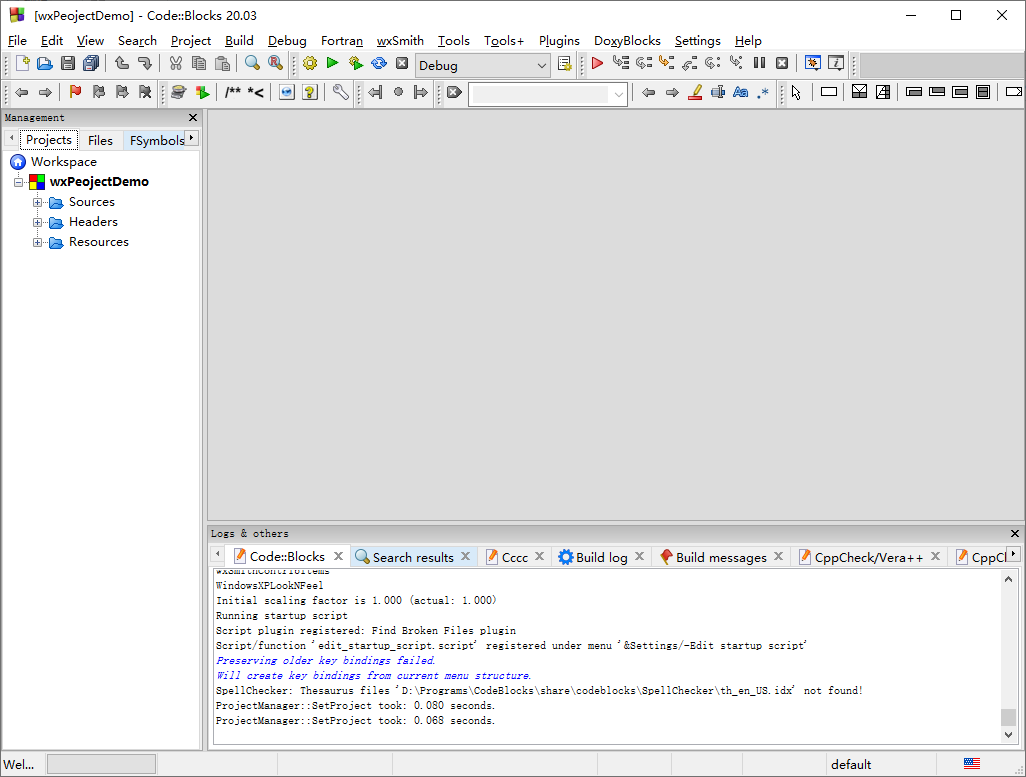 [wxPeojectDemo] - Code::Blocks 20.03
File Edit View Search Project Build Debug Fortran wxSmith Tools Tools+ Plugins DoxyBlocks Settings Help
Debug
/** *<
Aa .*
Management
Projects Files FSymbols
Workspace
wxPeojectDemo
Sources
Headers
Resources
Logs & others
Code::Blocks Search results Cccc Build log Build messages CppCheck/Vera++ CppCl
wxSmithContribItems
WindowsXPLookNFeel
Initial scaling factor is 1.000 (actual: 1.000)
Running startup script
Script plugin registered: Find Broken Files plugin
Script/function 'edit_startup_script.script' registered under menu '&Settings/-Edit startup script'
Preserving older key bindings failed.
Will create key bindings from current menu structure.
SpellChecker: Thesaurus files 'D:\Programs\CodeBlocks\share\codeblocks\SpellChecker\th_en_US.idx' not found!
ProjectManager::SetProject took: 0.080 seconds.
ProjectManager::SetProject took: 0.068 seconds.
Wel... default